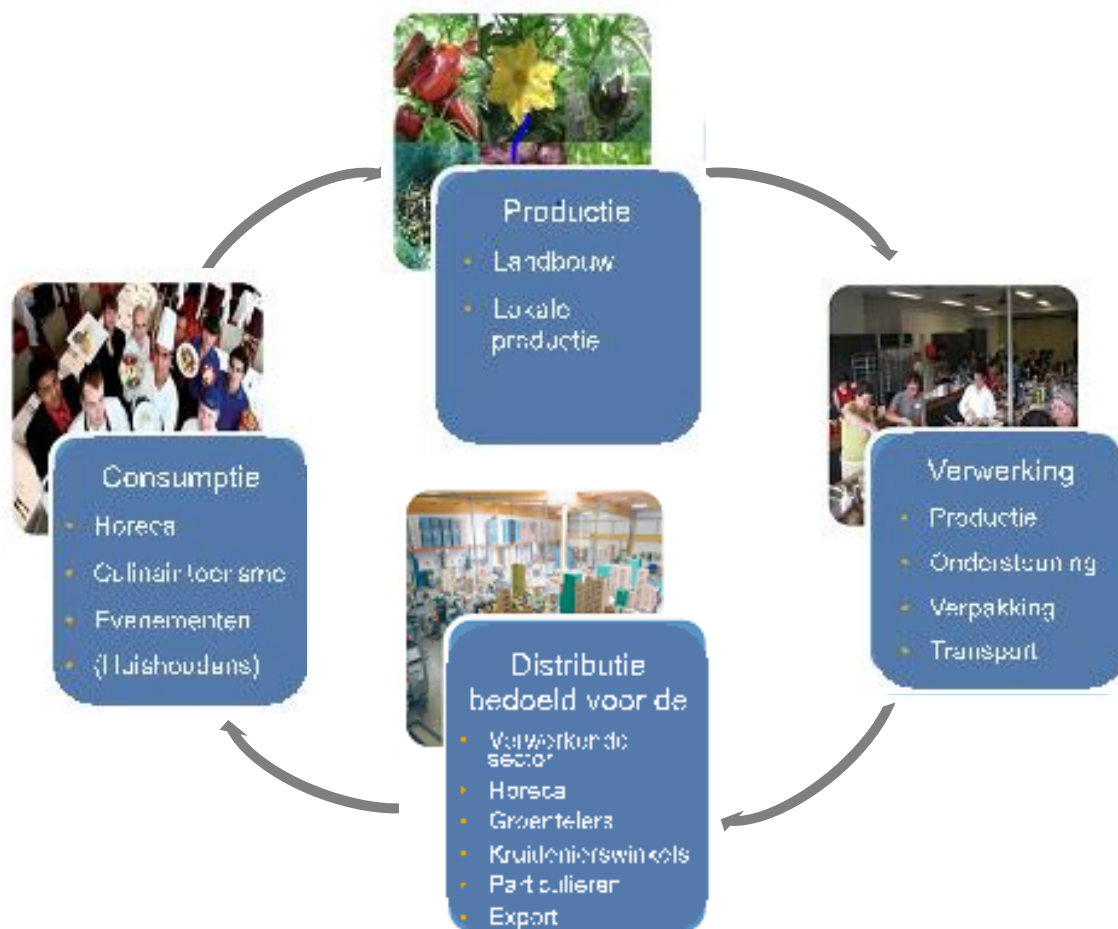 Productie
Landbouw
Lokale
productie
Verwerking
Productie
Ondersteuning
Verpakking
Transport
Distributie
bedoeld voor de
Verwerkende
sector
Horeca
Groentelers
Kruidenierswinkels
Particulieren
Export
Consumptie
Horeca
Culinair toerisme
Evenementen
(Huishoudens)